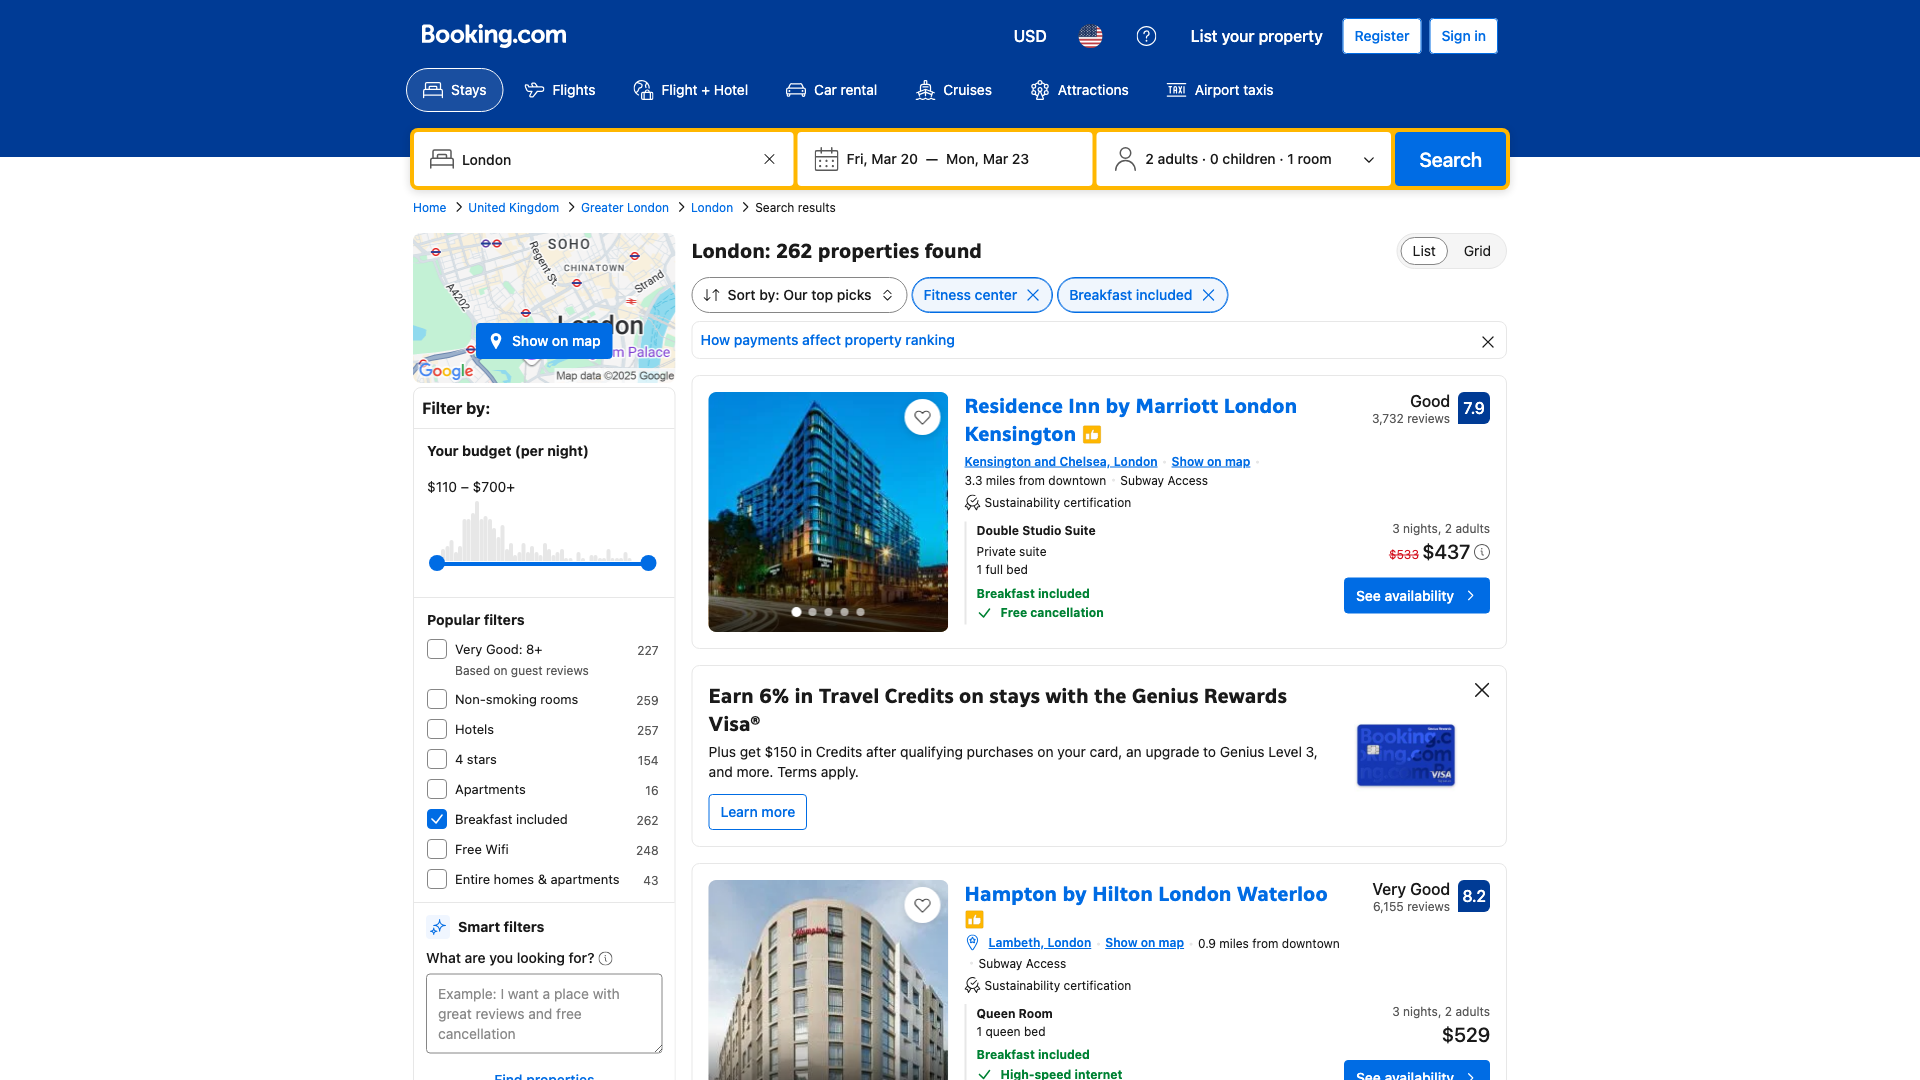 Booking.com
USD
List your property
Register
Sign in
Stays
Flights
Flight + Hotel
Car rental
Cruises
Attractions
TAXI
Airport taxis
London
Fri, Mar 20 — Mon, Mar 23
2 adults · 0 children · 1 room
Search
Home
United Kingdom
Greater London
London
Search results
SOHO
CHINATOWN
Regent St.
Strand
A4202
London
Show on map
m Palace
Google
Map data ©2025 Google
Filter by:
Your budget (per night)
$110 – $700+
Popular filters
Very Good: 8+ 227
Based on guest reviews
Non-smoking rooms 259
Hotels 257
4 stars 154
Apartments 16
Breakfast included 262
Free Wifi 248
Entire homes & apartments 43
Smart filters
What are you looking for?
Example: I want a place with
great reviews and free
cancellation
Find properties
London: 262 properties found
List
Grid
Sort by: Our top picks
Fitness center
Breakfast included
How payments affect property ranking
Residence Inn by Marriott London
Kensington
Good
3,732 reviews
7.9
Kensington and Chelsea, London
Show on map
3.3 miles from downtown
Subway Access
Sustainability certification
Double Studio Suite
Private suite
1 full bed
Breakfast included
Free cancellation
3 nights, 2 adults
$533 $437
See availability
Earn 6% in Travel Credits on stays with the Genius Rewards
Visa®
Plus get $150 in Credits after qualifying purchases on your card, an upgrade to Genius Level 3,
and more. Terms apply.
Learn more
Booking.c
king.com
ng.com
VISA
Hampton
Hampton by Hilton London Waterloo
Very Good
6,155 reviews
8.2
Lambeth, London
Show on map
0.9 miles from downtown
Subway Access
Sustainability certification
Queen Room
1 queen bed
Breakfast included
High-speed internet
3 nights, 2 adults
$529
See availability